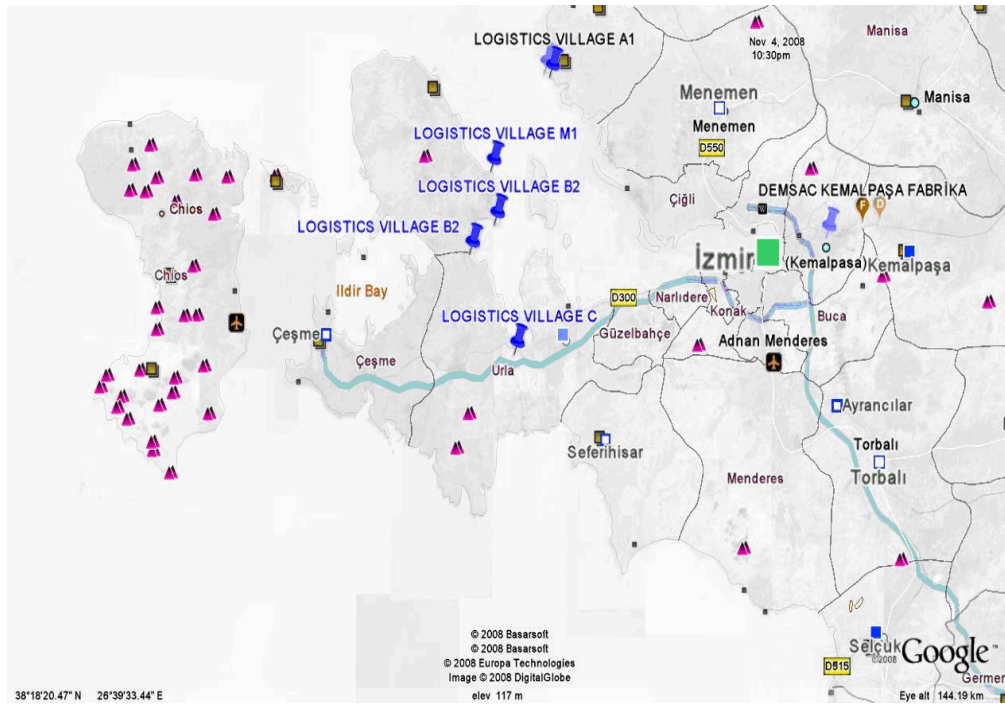 LOGISTICS VILLAGE A1
Nov 4, 2008
10:30pm
Manisa
Menemen
Manisa
Menemen
LOGISTICS VILLAGE M1
D550
LOGISTICS VILLAGE B2
DEMSAC KEMALPAŞA FABRİKA
F
D
Çiğli
Chios
LOGISTICS VILLAGE B2
İzmir
(Kemalpasa)
Kemalpaşa
Chios
Ildir Bay
D300
Narlıdere
Konak
Buca
LOGISTICS VILLAGE C
Çeşme
Güzelbahçe
Adnan Menderes
Çeşme
Urla
Ayrancılar
Seferihisar
Torbalı
Torbalı
Menderes
© 2008 Basarsoft
© 2008 Basarsoft
© 2008 Europa Technologies
Image © 2008 DigitalGlobe
Selçuk
©2008
Google™
D515
Germen
38°18'20.47" N 26°39'33.44" E
elev 117 m
Eye alt 144.19 km